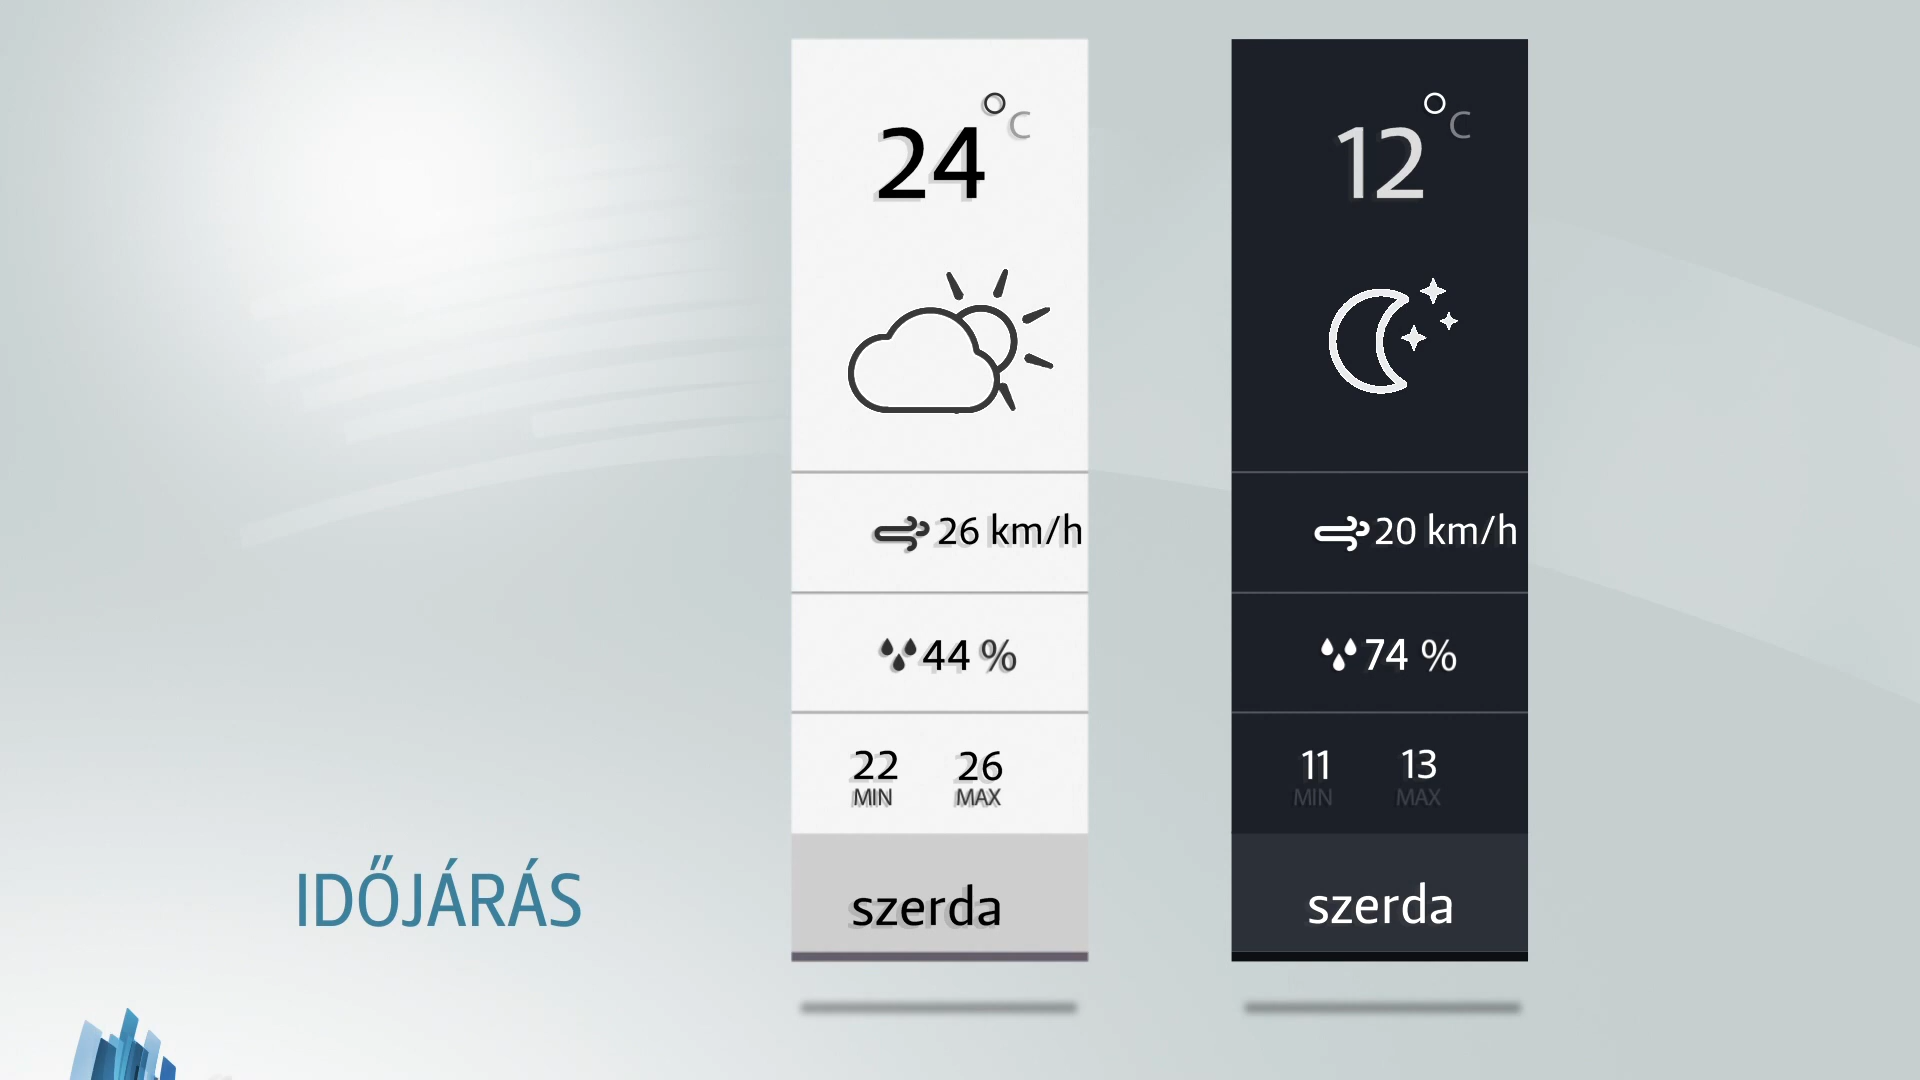 24 °C
26 km/h
44 %
22 26
MIN MAX
szerda
12 °C
20 km/h
74 %
11 13
MIN MAX
szerda
IDŐJÁRÁS